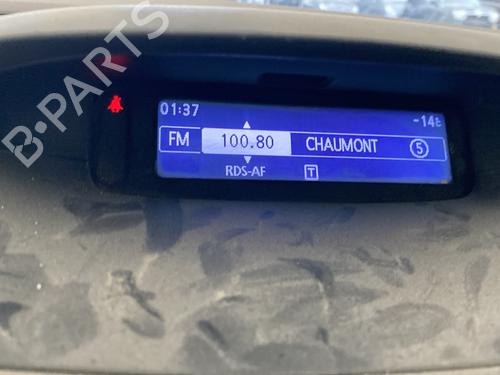 B-PARTS
01:37 -14°c
FM 100.80 CHAUMONT 5
RDS-AF T